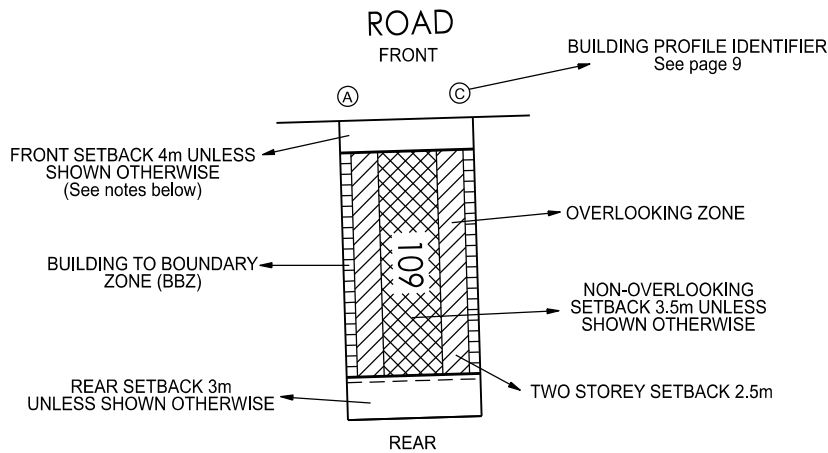 ROAD
FRONT
BUILDING PROFILE IDENTIFIER
See page 9
A
C
FRONT SETBACK 4m UNLESS
SHOWN OTHERWISE
(See notes below)
OVERLOOKING ZONE
BUILDING TO BOUNDARY
ZONE (BBZ)
109
NON-OVERLOOKING
SETBACK 3.5m UNLESS
SHOWN OTHERWISE
REAR SETBACK 3m
UNLESS SHOWN OTHERWISE
TWO STOREY SETBACK 2.5m
REAR